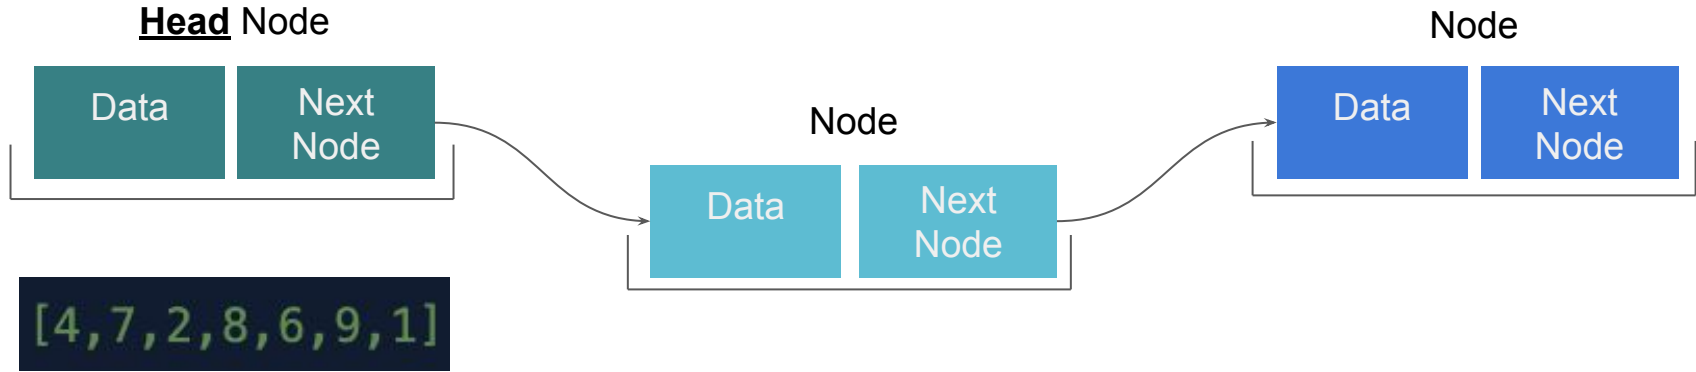 Head Node
Data
Next
Node
Node
Data
Next
Node
Node
Data
Next
Node
[4,7,2,8,6,9,1]